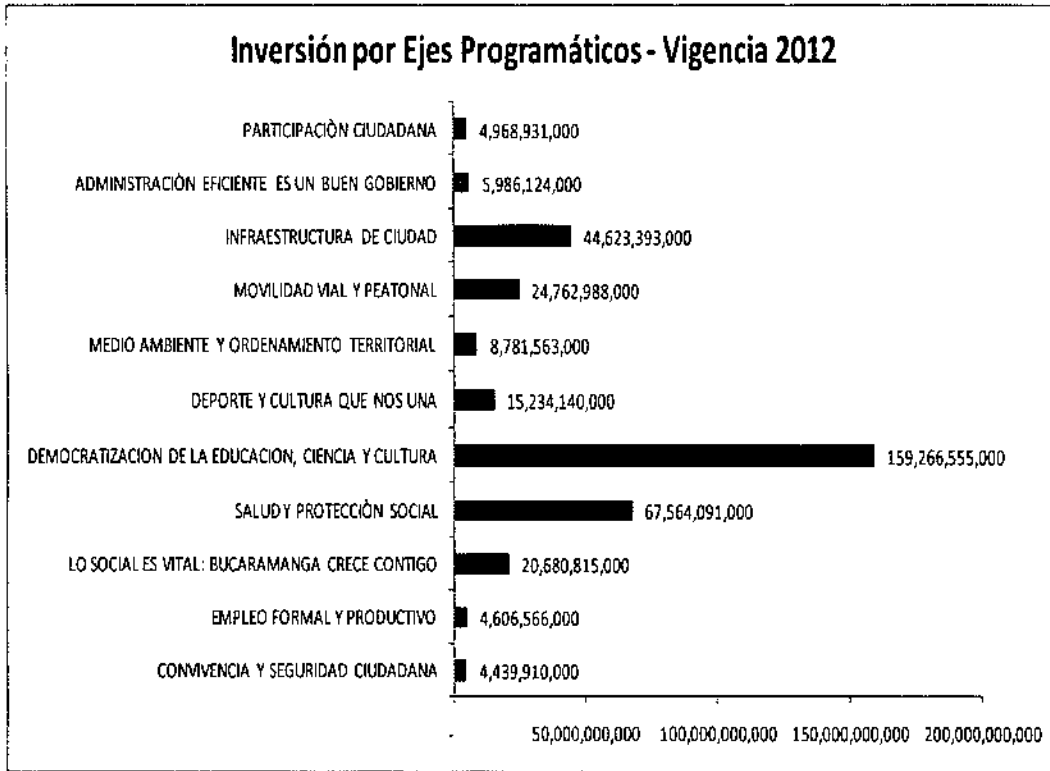 Inversión por Ejes Programáticos - Vigencia 2012
PARTICIPACIÒN CIUDADANA 4,968,931,000
ADMINISTRACIÒN EFICIENTE ES UN BUEN GOBIERNO 5,986,124,000
INFRAESTRUCTURA DE CIUDAD 44,623,393,000
MOVILIDAD VIAL Y PEATONAL 24,762,988,000
MEDIO AMBIENTE Y ORDENAMIENTO TERRITORIAL 8,781,563,000
DEPORTE Y CULTURA QUE NOS UNA 15,234,140,000
DEMOCRATIZACION DE LA EDUCACION, CIENCIA Y CULTURA 159,266,555,000
SALUD Y PROTECCIÒN SOCIAL 67,564,091,000
LO SOCIAL ES VITAL: BUCARAMANGA CRECE CONTIGO 20,680,815,000
EMPLEO FORMAL Y PRODUCTIVO 4,606,566,000
CONVIVENCIA Y SEGURIDAD CIUDADANA 4,439,910,000
- 50,000,000,000 100,000,000,000 150,000,000,000 200,000,000,000